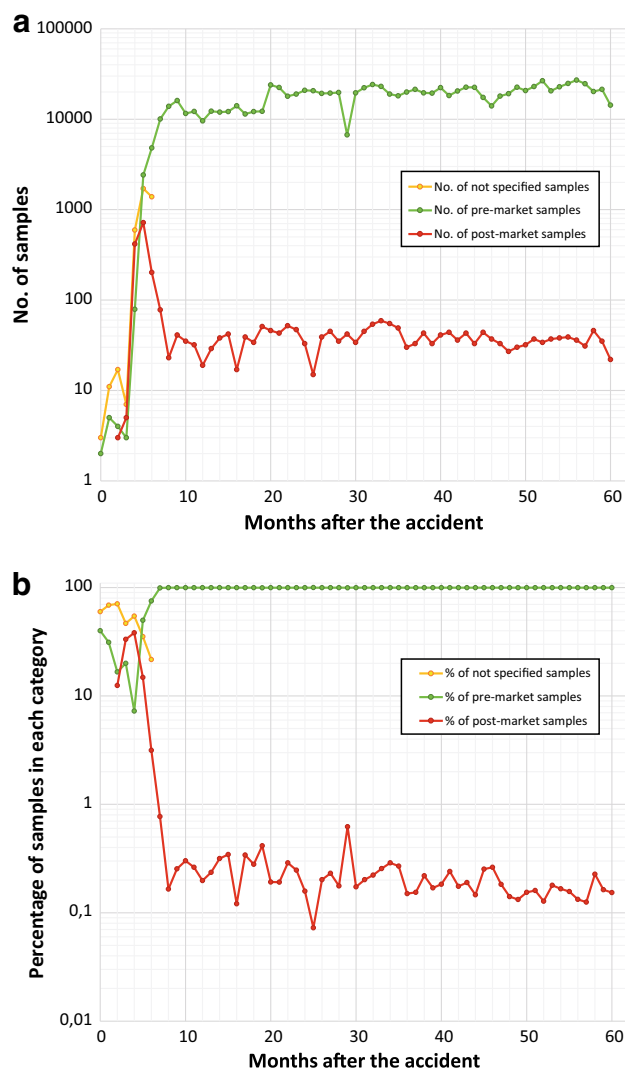 a
100000
10000
1000
100
10
1
No. of samples
No. of not specified samples
No. of pre-market samples
No. of post-market samples
0 10 20 30 40 50 60
Months after the accident
b
100
10
1
0,1
0,01
Percentage of samples in each category
% of not specified samples
% of pre-market samples
% of post-market samples
0 10 20 30 40 50 60
Months after the accident